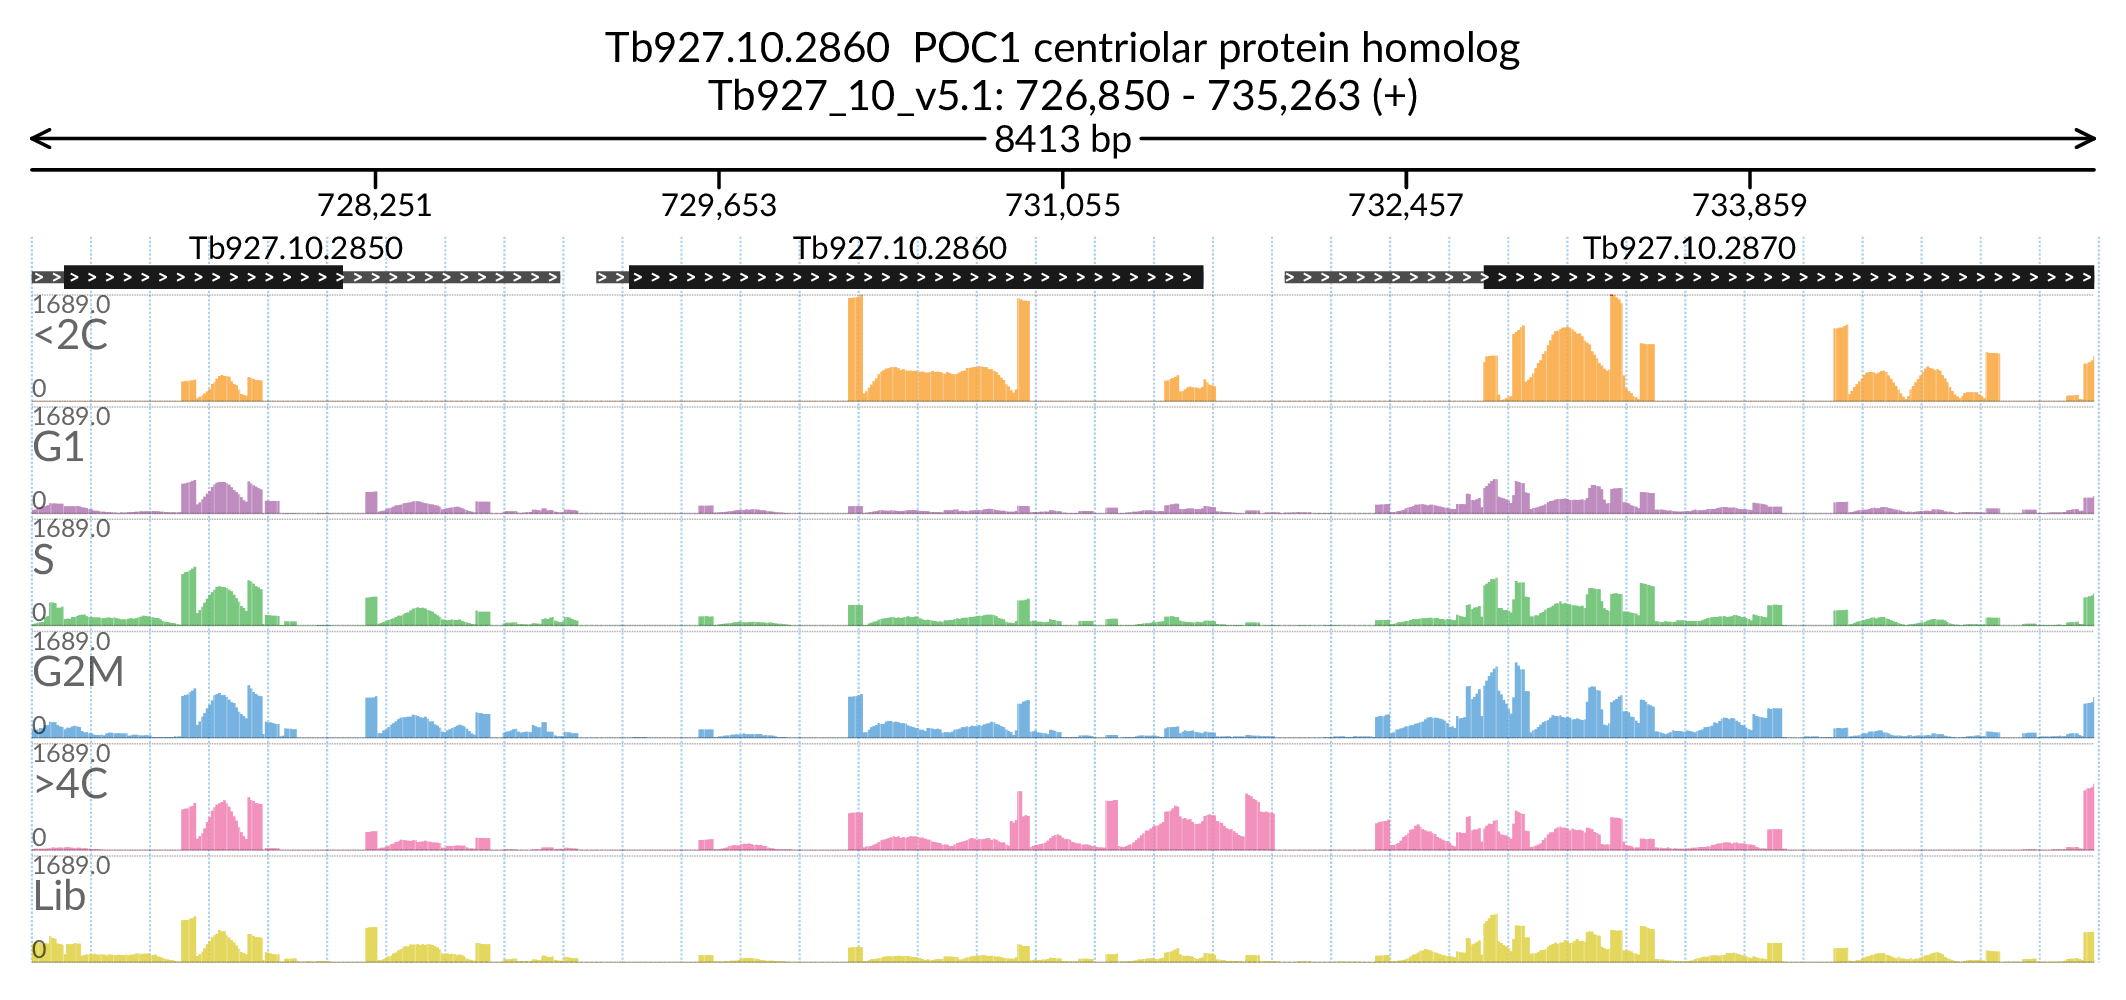 Tb927.10.2860 POC1 centriolar protein homolog
Tb927_10_v5.1: 726,850 - 735,263 (+)
8413 bp
728,251 729,653 731,055 732,457 733,859
Tb927.10.2850 Tb927.10.2860 Tb927.10.2870
1689.0
<2C
0
1689.0
G1
0
1689.0
S
0
1689.0
G2M
0
1689.0
>4C
0
1689.0
Lib
0